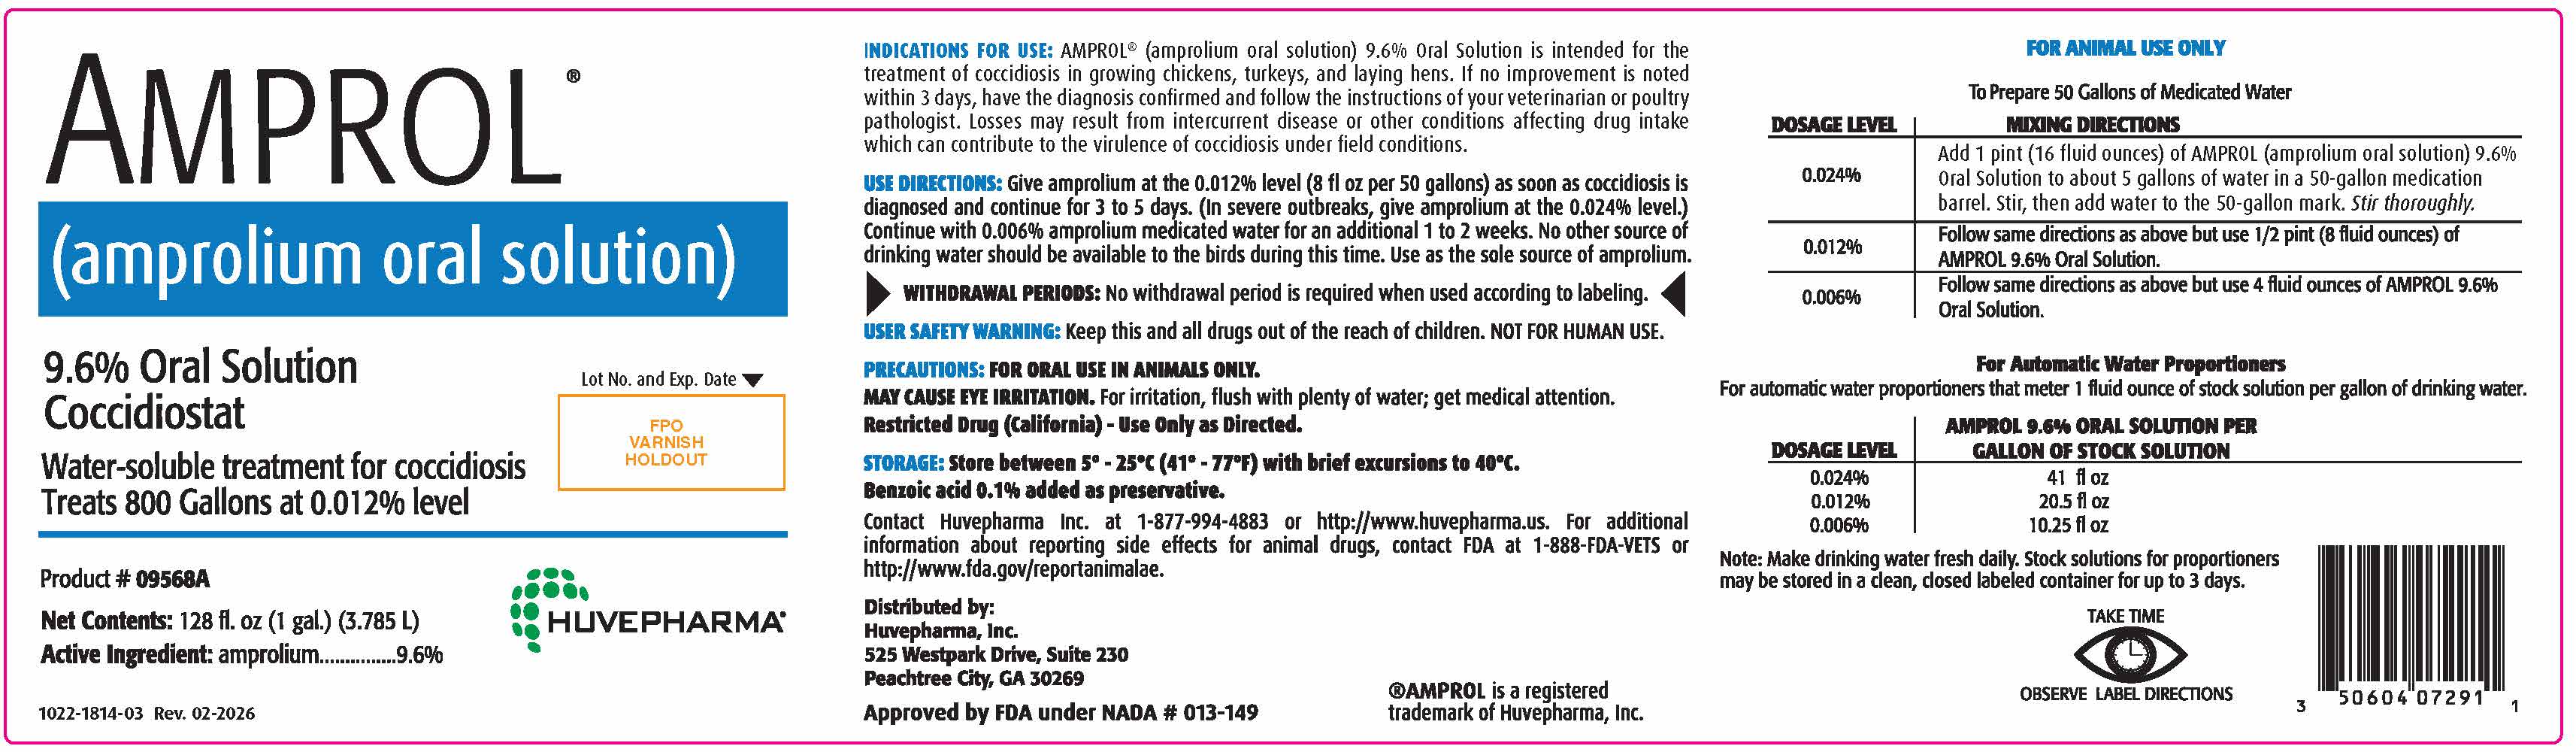 AMPROL®
(amprolium oral solution)
9.6% Oral Solution
Coccidiostat
Water-soluble treatment for coccidiosis
Treats 800 Gallons at 0.012% level
Lot No. and Exp. Date ▼
FPO
VARNISH
HOLDOUT
Product # 09568A
Net Contents: 128 fl. oz (1 gal.) (3.785 L)
Active Ingredient: amprolium...............9.6%
HUVEPHARMA®
1022-1814-03 Rev. 02-2026
INDICATIONS FOR USE: AMPROL® (amprolium oral solution) 9.6% Oral Solution is intended for the
treatment of coccidiosis in growing chickens, turkeys, and laying hens. If no improvement is noted
within 3 days, have the diagnosis confirmed and follow the instructions of your veterinarian or poultry
pathologist. Losses may result from intercurrent disease or other conditions affecting drug intake
which can contribute to the virulence of coccidiosis under field conditions.
USE DIRECTIONS: Give amprolium at the 0.012% level (8 fl oz per 50 gallons) as soon as coccidiosis is
diagnosed and continue for 3 to 5 days. (In severe outbreaks, give amprolium at the 0.024% level.)
Continue with 0.006% amprolium medicated water for an additional 1 to 2 weeks. No other source of
drinking water should be available to the birds during this time. Use as the sole source of amprolium.
WITHDRAWAL PERIODS: No withdrawal period is required when used according to labeling.
USER SAFETY WARNING: Keep this and all drugs out of the reach of children. NOT FOR HUMAN USE.
PRECAUTIONS: FOR ORAL USE IN ANIMALS ONLY.
MAY CAUSE EYE IRRITATION. For irritation, flush with plenty of water; get medical attention.
Restricted Drug (California) - Use Only as Directed.
STORAGE: Store between 5° - 25°C (41° - 77°F) with brief excursions to 40°C.
Benzoic acid 0.1% added as preservative.
Contact Huvepharma Inc. at 1-877-994-4883 or http://www.huvepharma.us. For additional
information about reporting side effects for animal drugs, contact FDA at 1-888-FDA-VETS or
http://www.fda.gov/reportanimalae.
Distributed by:
Huvepharma, Inc.
525 Westpark Drive, Suite 230
Peachtree City, GA 30269
Approved by FDA under NADA # 013-149
®AMPROL is a registered
trademark of Huvepharma, Inc.
FOR ANIMAL USE ONLY
To Prepare 50 Gallons of Medicated Water
DOSAGE LEVEL MIXING DIRECTIONS
0.024% Add 1 pint (16 fluid ounces) of AMPROL (amprolium oral solution) 9.6%
Oral Solution to about 5 gallons of water in a 50-gallon medication
barrel. Stir, then add water to the 50-gallon mark. Stir thoroughly.
0.012% Follow same directions as above but use 1/2 pint (8 fluid ounces) of
AMPROL 9.6% Oral Solution.
0.006% Follow same directions as above but use 4 fluid ounces of AMPROL 9.6%
Oral Solution.
For Automatic Water Proportioners
For automatic water proportioners that meter 1 fluid ounce of stock solution per gallon of drinking water.
AMPROL 9.6% ORAL SOLUTION PER
DOSAGE LEVEL GALLON OF STOCK SOLUTION
0.024% 41 fl oz
0.012% 20.5 fl oz
0.006% 10.25 fl oz
Note: Make drinking water fresh daily. Stock solutions for proportioners
may be stored in a clean, closed labeled container for up to 3 days.
TAKE TIME
OBSERVE LABEL DIRECTIONS
3 50604 07291 1